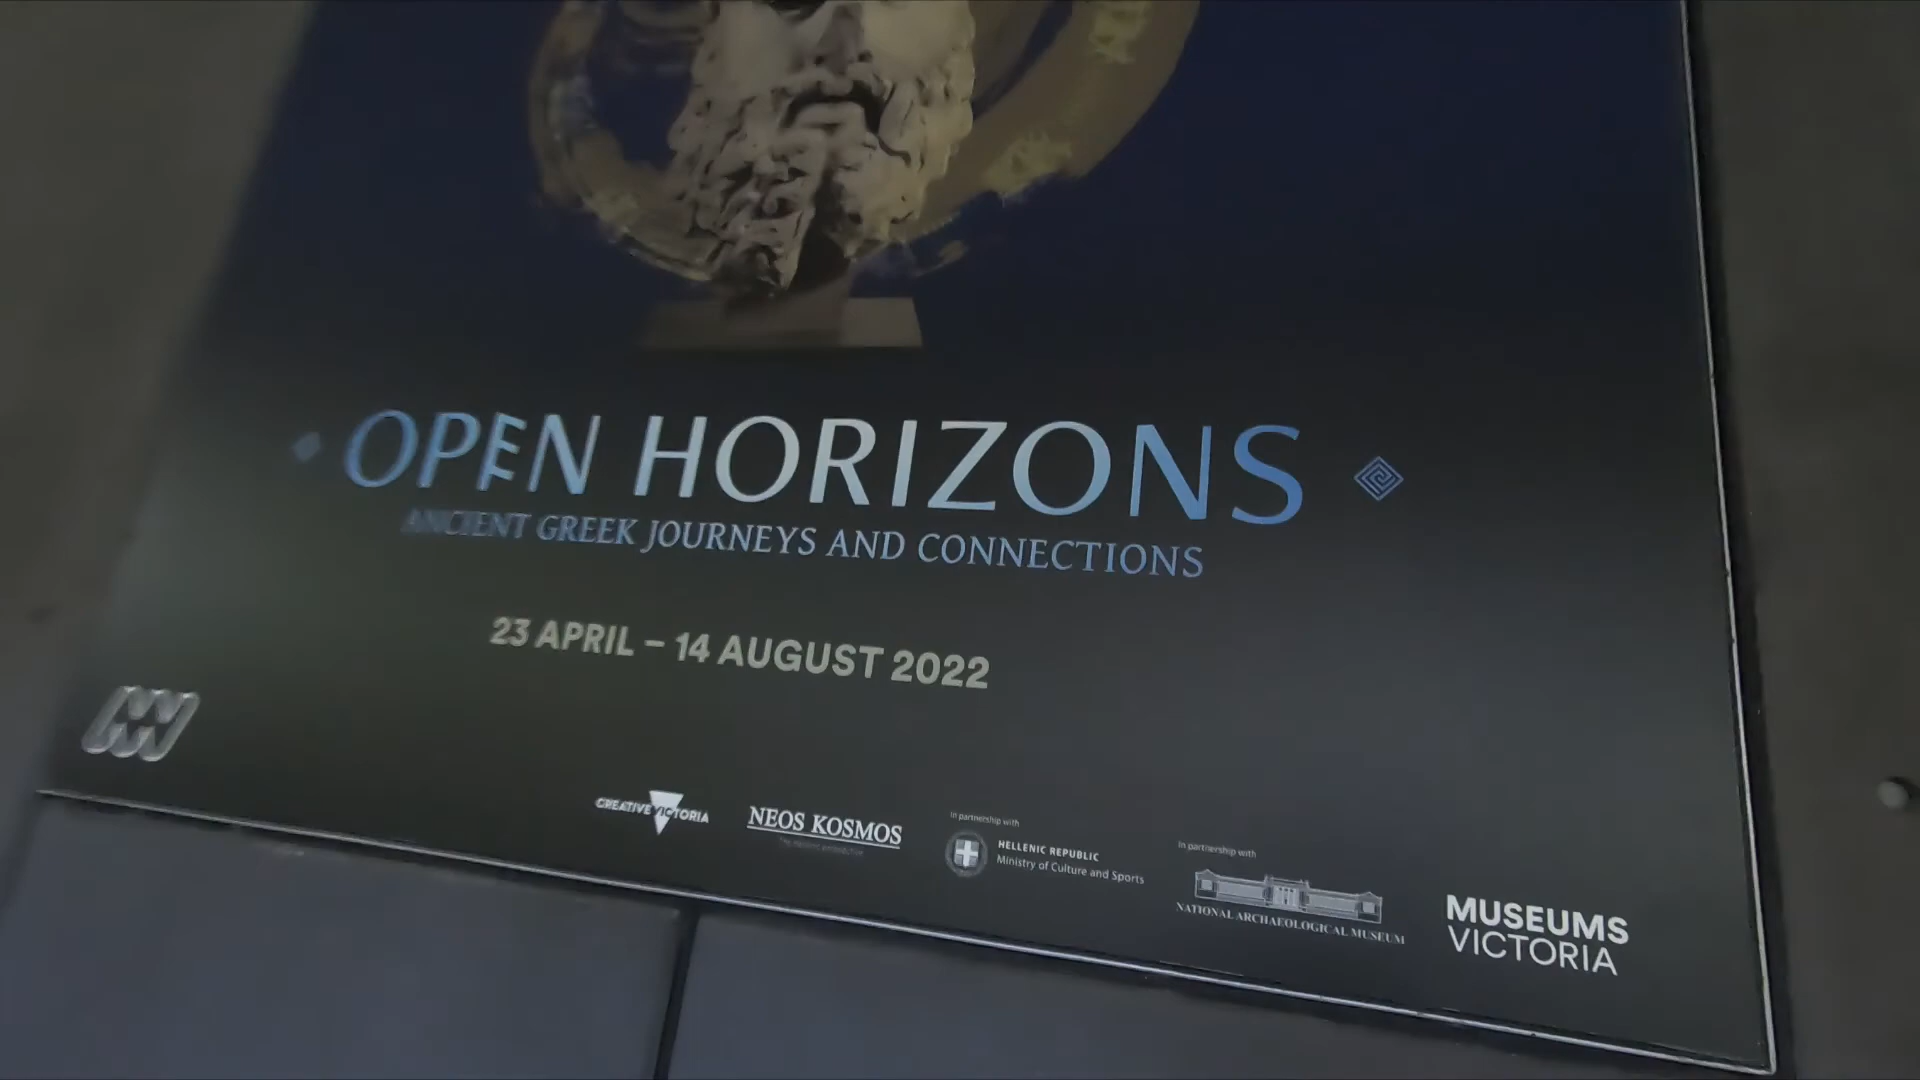 OPEN HORIZONS
ANCIENT GREEK JOURNEYS AND CONNECTIONS
23 APRIL – 14 AUGUST 2022
CREATIVE VICTORIA
NEOS KOSMOS
In partnership with
HELLENIC REPUBLIC
Ministry of Culture and Sports
In partnership with
NATIONAL ARCHAEOLOGICAL MUSEUM
MUSEUMS
VICTORIA